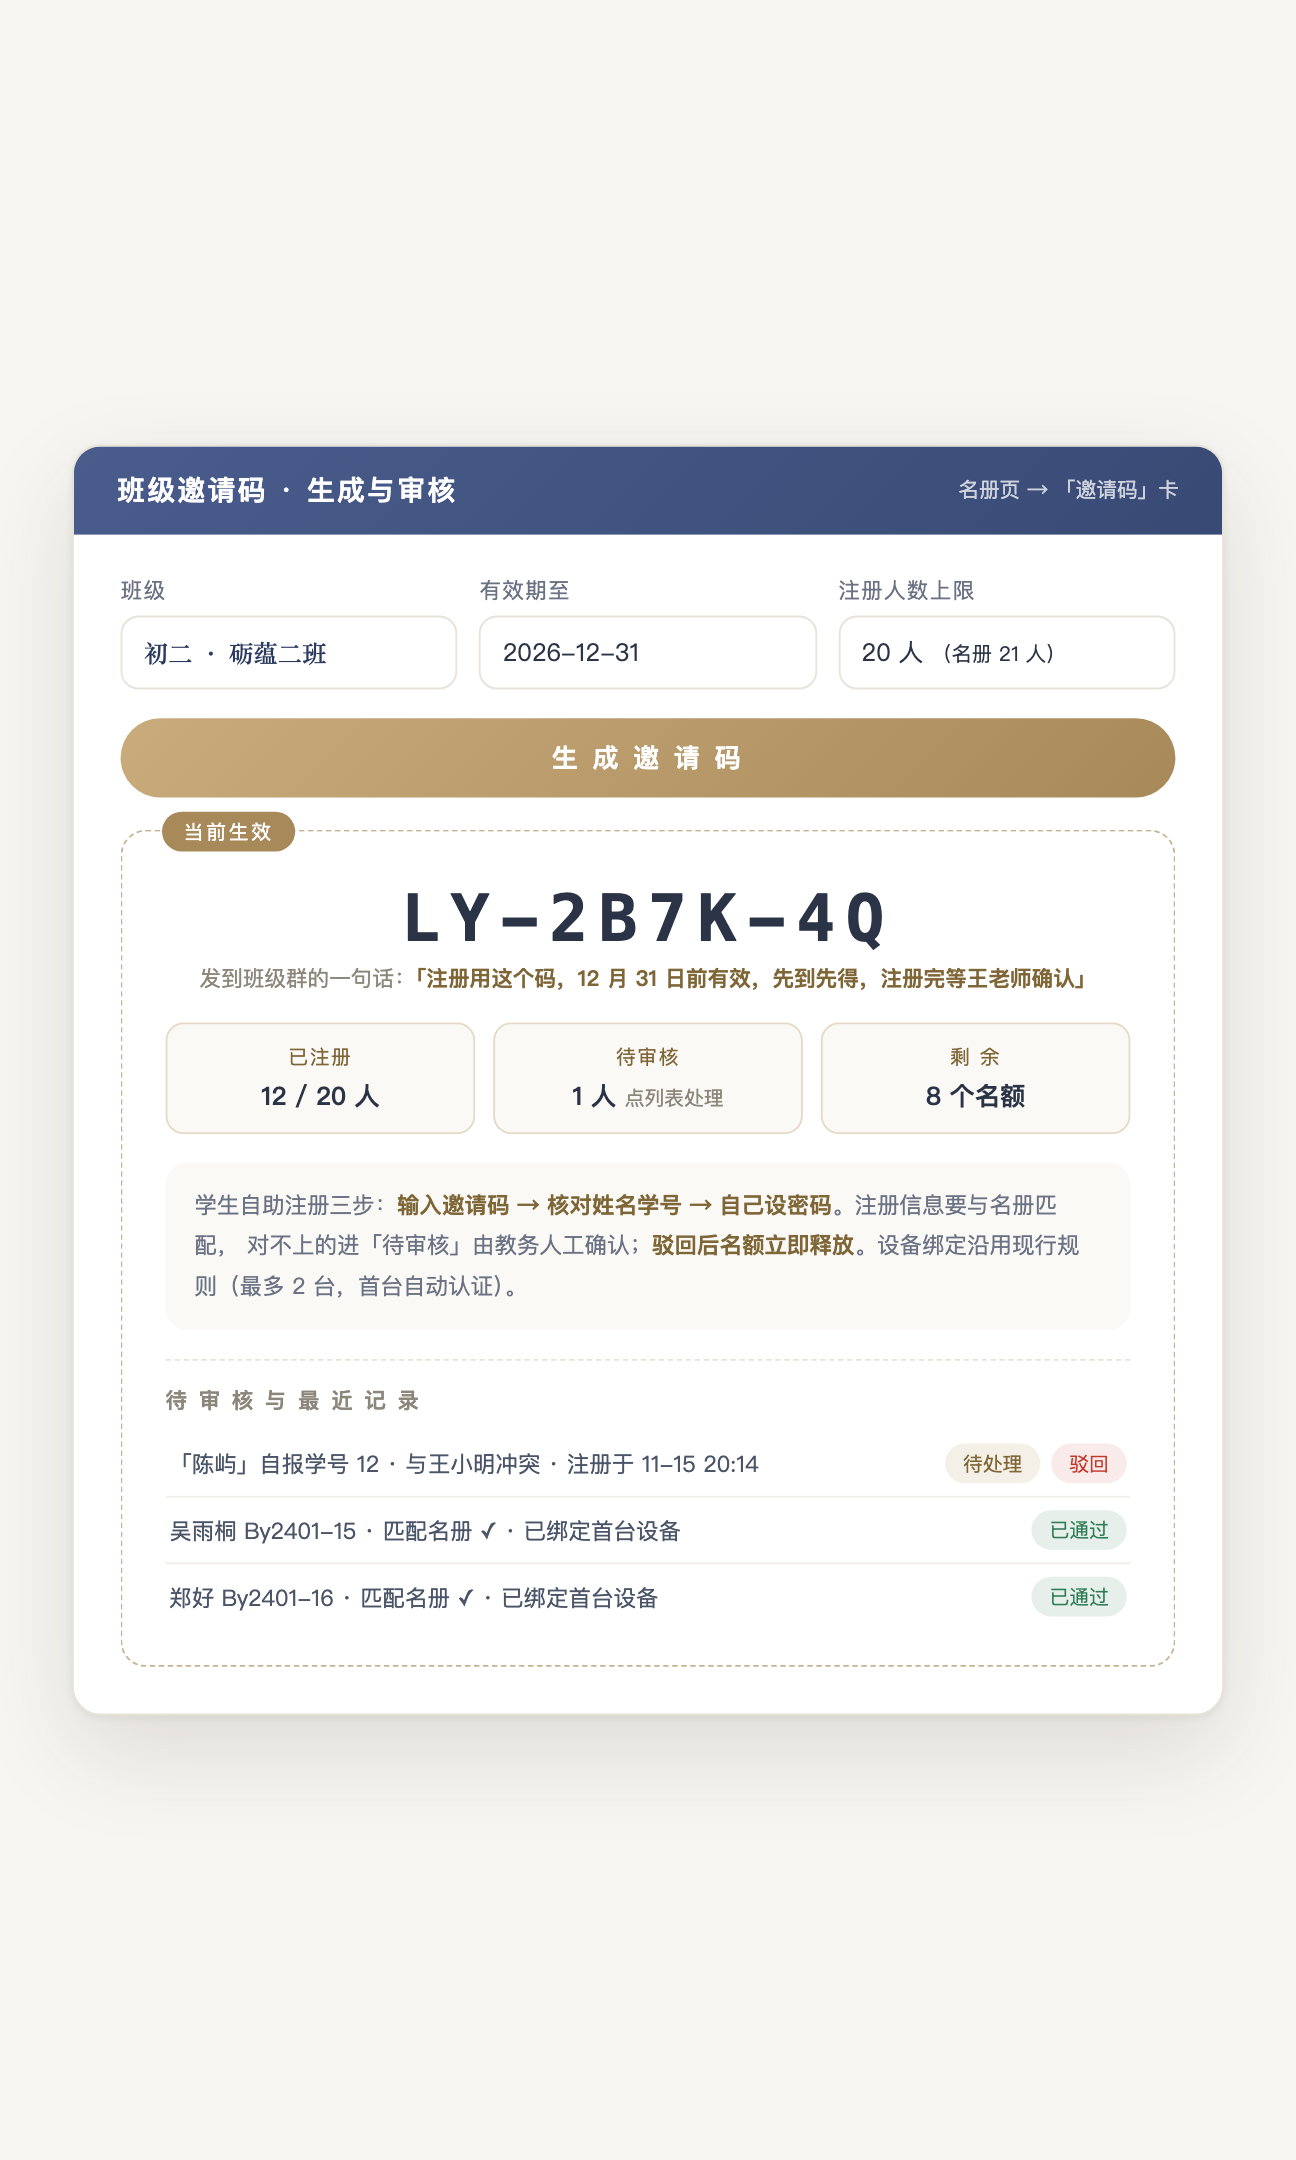 班级邀请码 · 生成与审核
名册页 → 「邀请码」卡
班级
有效期至
注册人数上限
初二 · 砺蕴二班
2026-12-31
20 人 (名册 21 人)
生成邀请码
当前生效
LY-2B7K-4Q
发到班级群的一句话:「注册用这个码，12 月 31 日前有效，先到先得，注册完等王老师确认」
已注册
12 / 20 人
待审核
1 人 点列表处理
剩 余
8 个名额
学生自助注册三步：输入邀请码 → 核对姓名学号 → 自己设密码。注册信息要与名册匹
配， 对不上的进「待审核」由教务人工确认；驳回后名额立即释放。设备绑定沿用现行规
则（最多 2 台，首台自动认证）。
待审核与最近记录
「陈屿」自报学号 12 · 与王小明冲突 · 注册于 11-15 20:14
待处理
驳回
吴雨桐 By2401-15 · 匹配名册 ✓ · 已绑定首台设备
已通过
郑好 By2401-16 · 匹配名册 ✓ · 已绑定首台设备
已通过